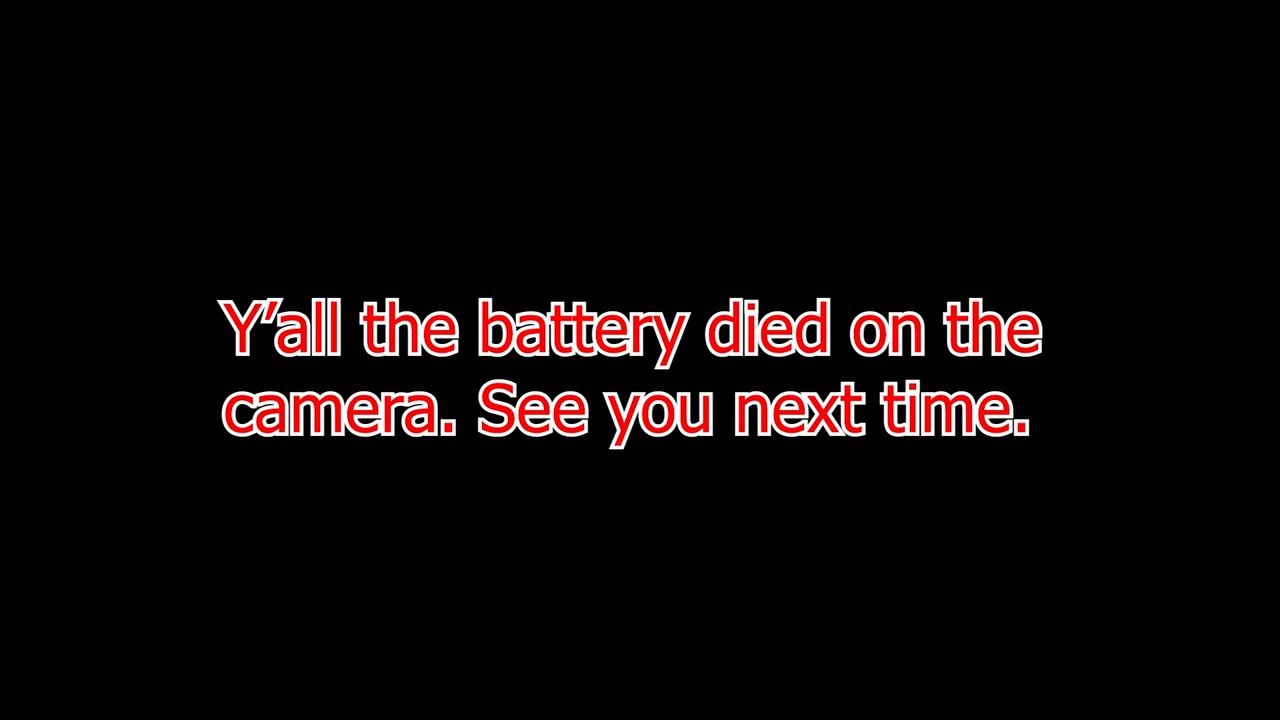 Y’all the battery died on the
camera. See you next time.